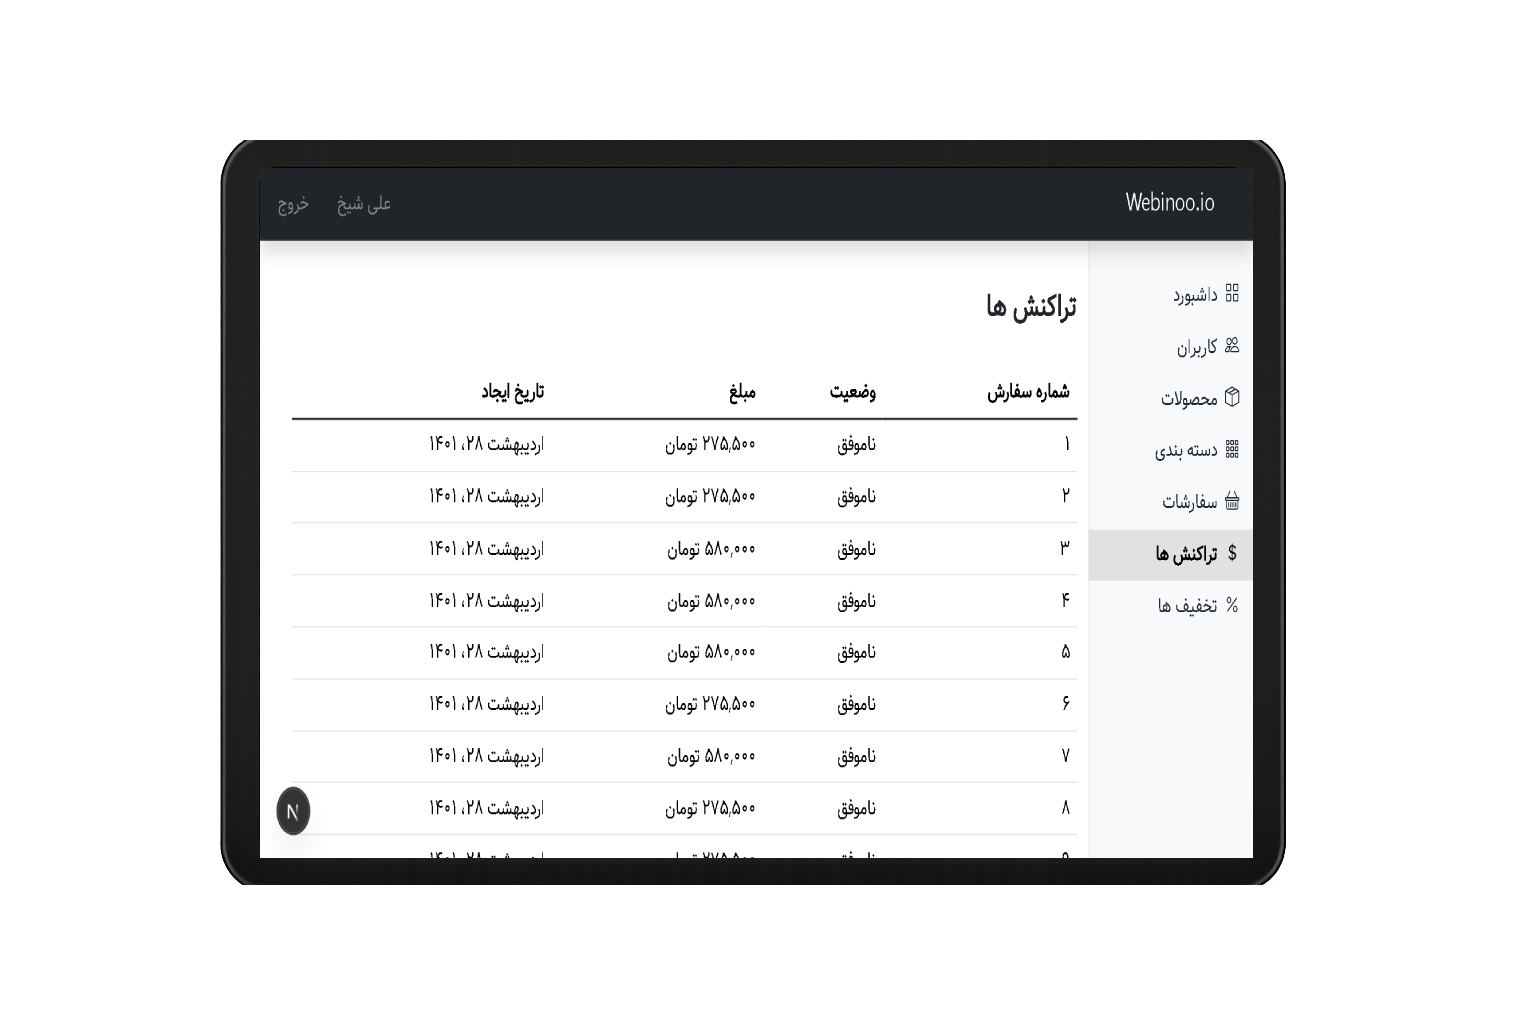 Webinoo.io
علی شیخ
خروج
داشبورد
کاربران
محصولات
دسته بندی
سفارشات
$ تراکنش ها
% تخفیف ها
تراکنش ها
شماره سفارش وضعیت مبلغ تاریخ ایجاد
۱ ناموفق ۲۷۵,۵۰۰ تومان اردیبهشت ۲۸، ۱۴۰۱
۲ ناموفق ۲۷۵,۵۰۰ تومان اردیبهشت ۲۸، ۱۴۰۱
۳ ناموفق ۵۸۰,۰۰۰ تومان اردیبهشت ۲۸، ۱۴۰۱
۴ ناموفق ۵۸۰,۰۰۰ تومان اردیبهشت ۲۸، ۱۴۰۱
۵ ناموفق ۵۸۰,۰۰۰ تومان اردیبهشت ۲۸، ۱۴۰۱
۶ ناموفق ۲۷۵,۵۰۰ تومان اردیبهشت ۲۸، ۱۴۰۱
۷ ناموفق ۵۸۰,۰۰۰ تومان اردیبهشت ۲۸، ۱۴۰۱
۸ ناموفق ۲۷۵,۵۰۰ تومان اردیبهشت ۲۸، ۱۴۰۱
N